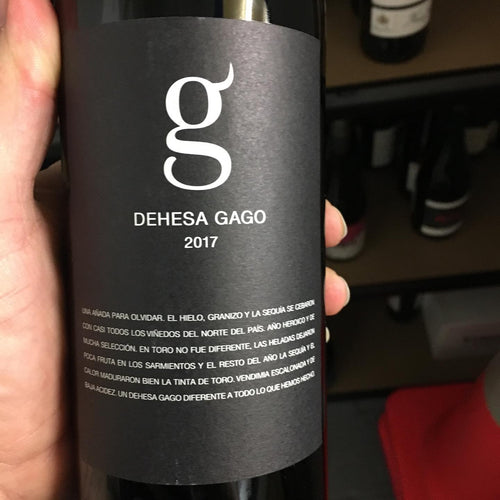 g
DEHESA GAGO
2017
UNA AÑADA PARA OLVIDAR. EL HIELO, GRANIZO Y LA SEQUÍA SE CEBARON
CON CASI TODOS LOS VIÑEDOS DEL NORTE DEL PAÍS. AÑO HEROICO Y DE
MUCHA SELECCIÓN. EN TORO NO FUE DIFERENTE, LAS HELADAS DEJARON
POCA FRUTA EN LOS SARMIENTOS Y EL RESTO DEL AÑO LA SEQUÍA Y EL
CALOR MADURARON BIEN LA TINTA DE TORO. VENDIMIA ESCALONADA Y DE
BAJA ACIDEZ. UN DEHESA GAGO DIFERENTE A TODO LO QUE HEMOS HECHO.